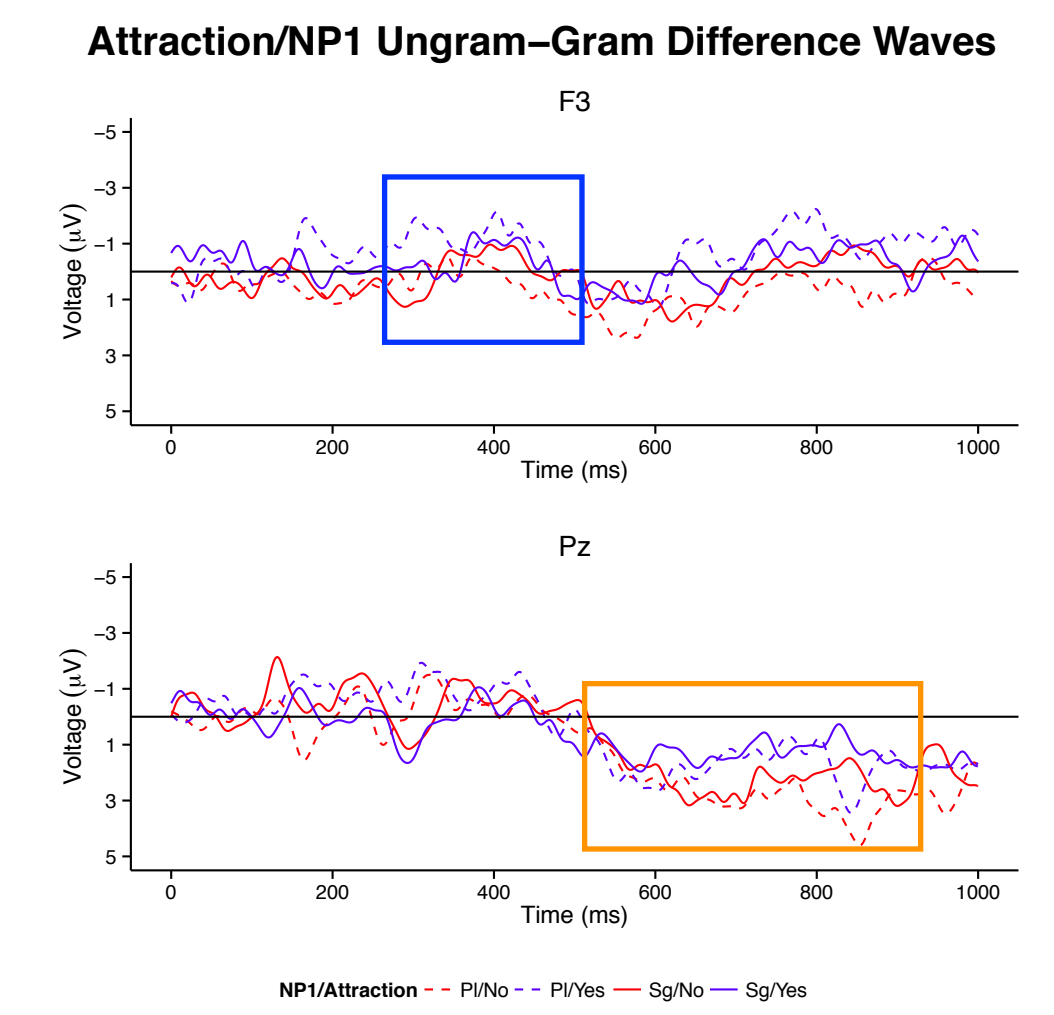 Attraction/NP1 Ungram−Gram Difference Waves
F3
−5
−3
−1
1
3
5
Voltage (μV)
0 200 400 600 800 1000
Time (ms)
Pz
−5
−3
−1
1
3
5
Voltage (μV)
0 200 400 600 800 1000
Time (ms)
NP1/Attraction Pl/No Pl/Yes Sg/No Sg/Yes